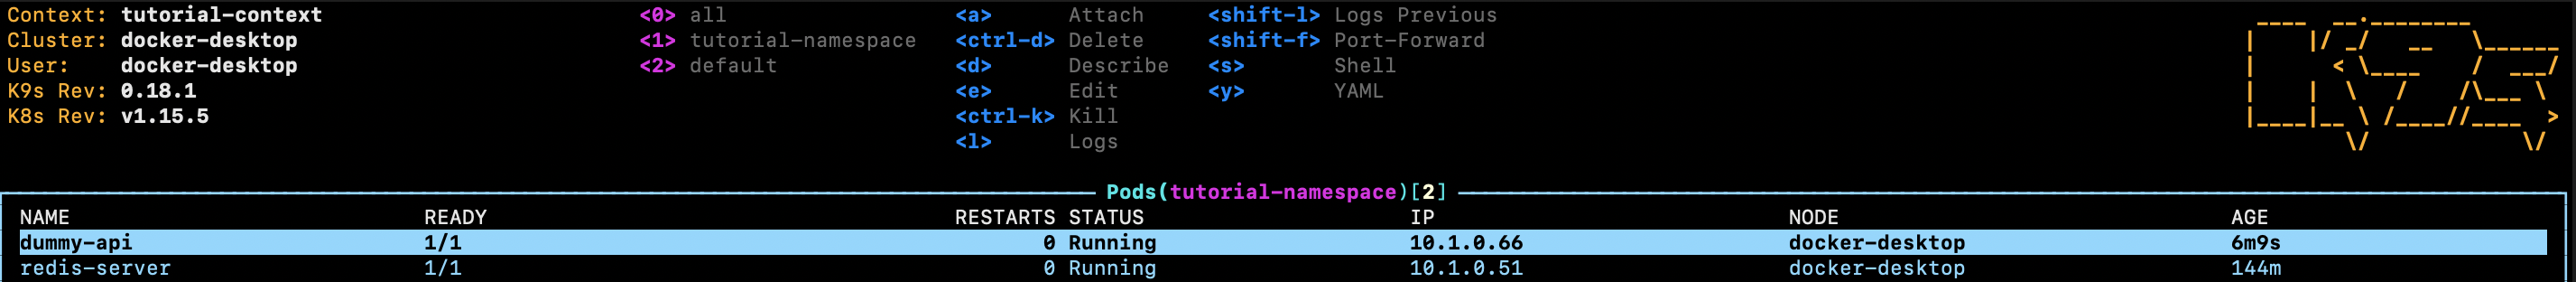 Context: tutorial-context <0> all <a> Attach <shift-l> Logs Previous
Cluster: docker-desktop <1> tutorial-namespace <ctrl-d> Delete <shift-f> Port-Forward
User: docker-desktop <2> default <d> Describe <s> Shell
K9s Rev: 0.18.1 <e> Edit <y> YAML
K8s Rev: v1.15.5 <ctrl-k> Kill
<l> Logs
K9s
Pods(tutorial-namespace)[2]
NAME READY RESTARTS STATUS IP NODE AGE
dummy-api 1/1 0 Running 10.1.0.66 docker-desktop 6m9s
redis-server 1/1 0 Running 10.1.0.51 docker-desktop 144m